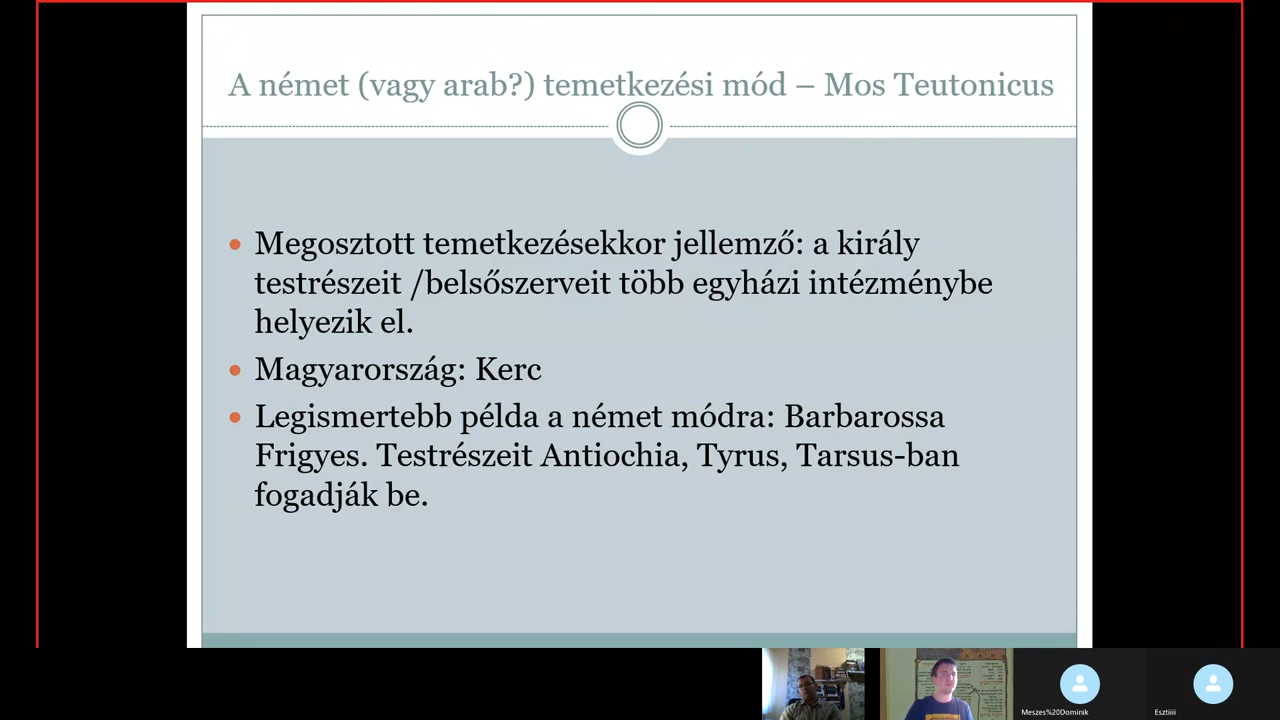 A német (vagy arab?) temetkezési mód – Mos Teutonicus
Megosztott temetkezésekkor jellemző: a király
testrészeit /belsőszerveit több egyházi intézménybe
helyezik el.
Magyarország: Kerc
Legismertebb példa a német módra: Barbarossa
Frigyes. Testrészeit Antiochia, Tyrus, Tarsus-ban
fogadják be.
Meszes%20Dominik
Esztiiii